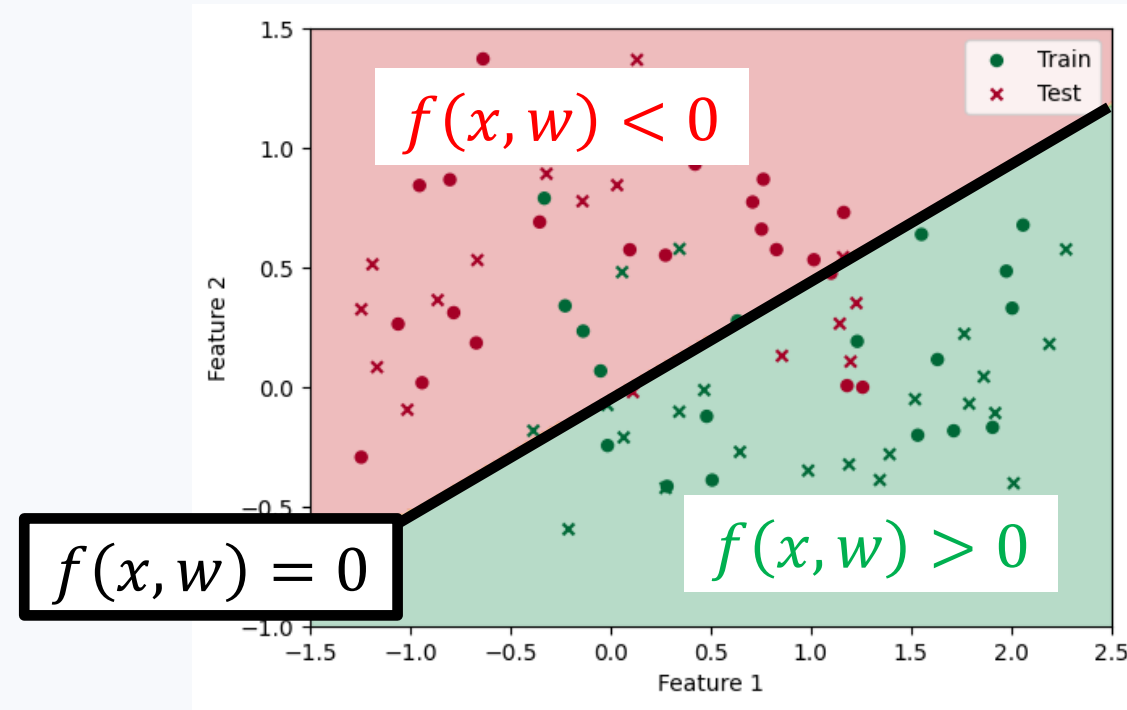 1.5
1.0
0.5
0.0
−0.5
−1.0
Feature 2
f(x, w) < 0
Train
Test
f(x, w) > 0
f(x, w) = 0
−1.5 −1.0 −0.5 0.0 0.5 1.0 1.5 2.0 2.5
Feature 1